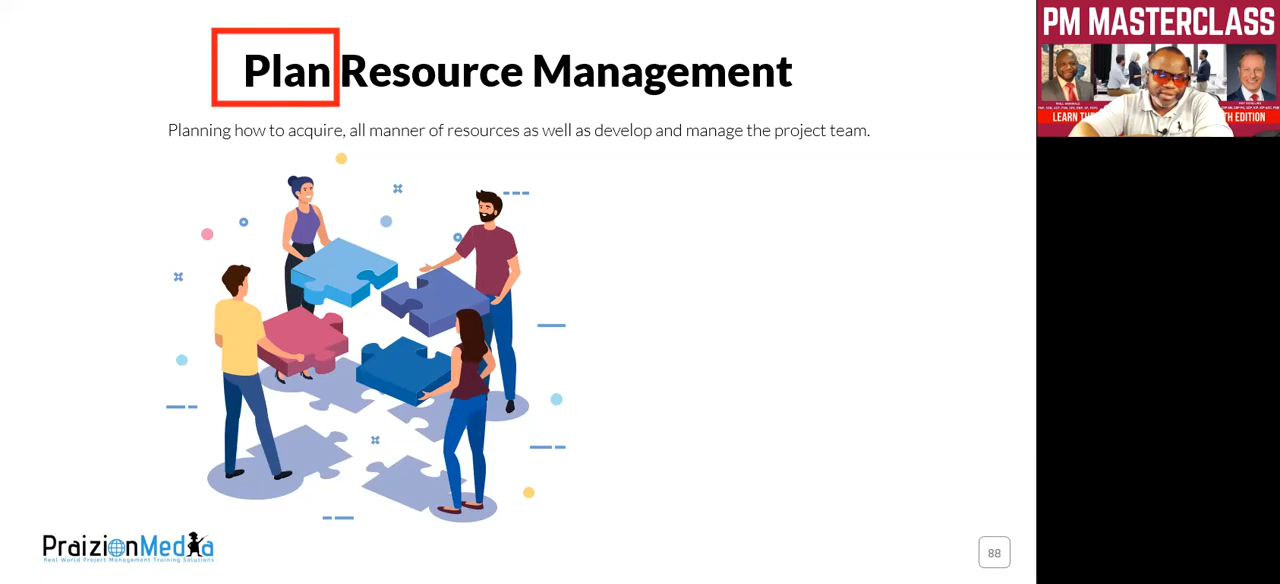 Plan Resource Management
Planning how to acquire, all manner of resources as well as develop and manage the project team.
PraizionMedia
Real World Project Management Training Solutions
88
PM MASTERCLASS
LEARN TH
TH EDITION